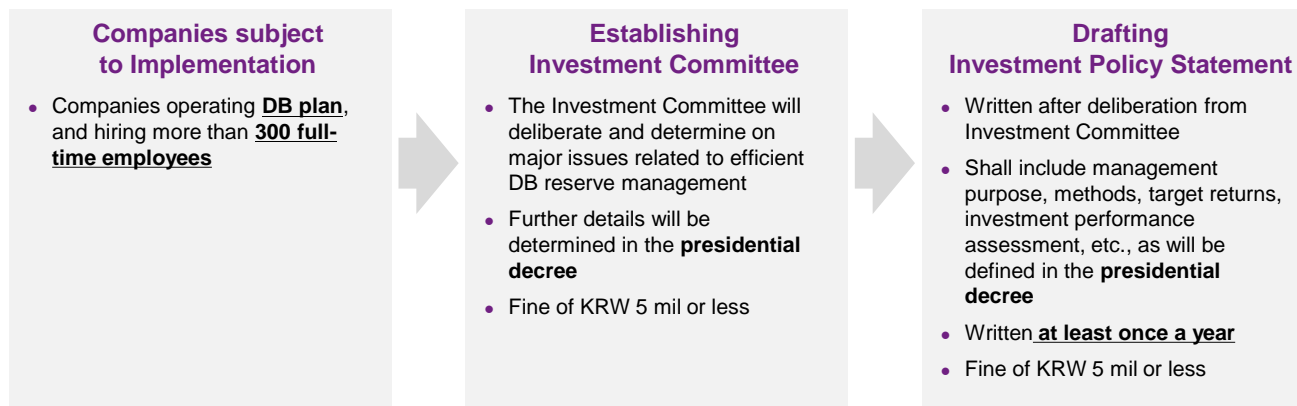 Companies subject
to Implementation
• Companies operating DB plan,
and hiring more than 300 full-
time employees
Establishing
Investment Committee
• The Investment Committee will
deliberate and determine on
major issues related to efficient
DB reserve management
• Further details will be
determined in the presidential
decree
• Fine of KRW 5 mil or less
Drafting
Investment Policy Statement
• Written after deliberation from
Investment Committee
• Shall include management
purpose, methods, target returns,
investment performance
assessment, etc., as will be
defined in the presidential
decree
• Written at least once a year
• Fine of KRW 5 mil or less